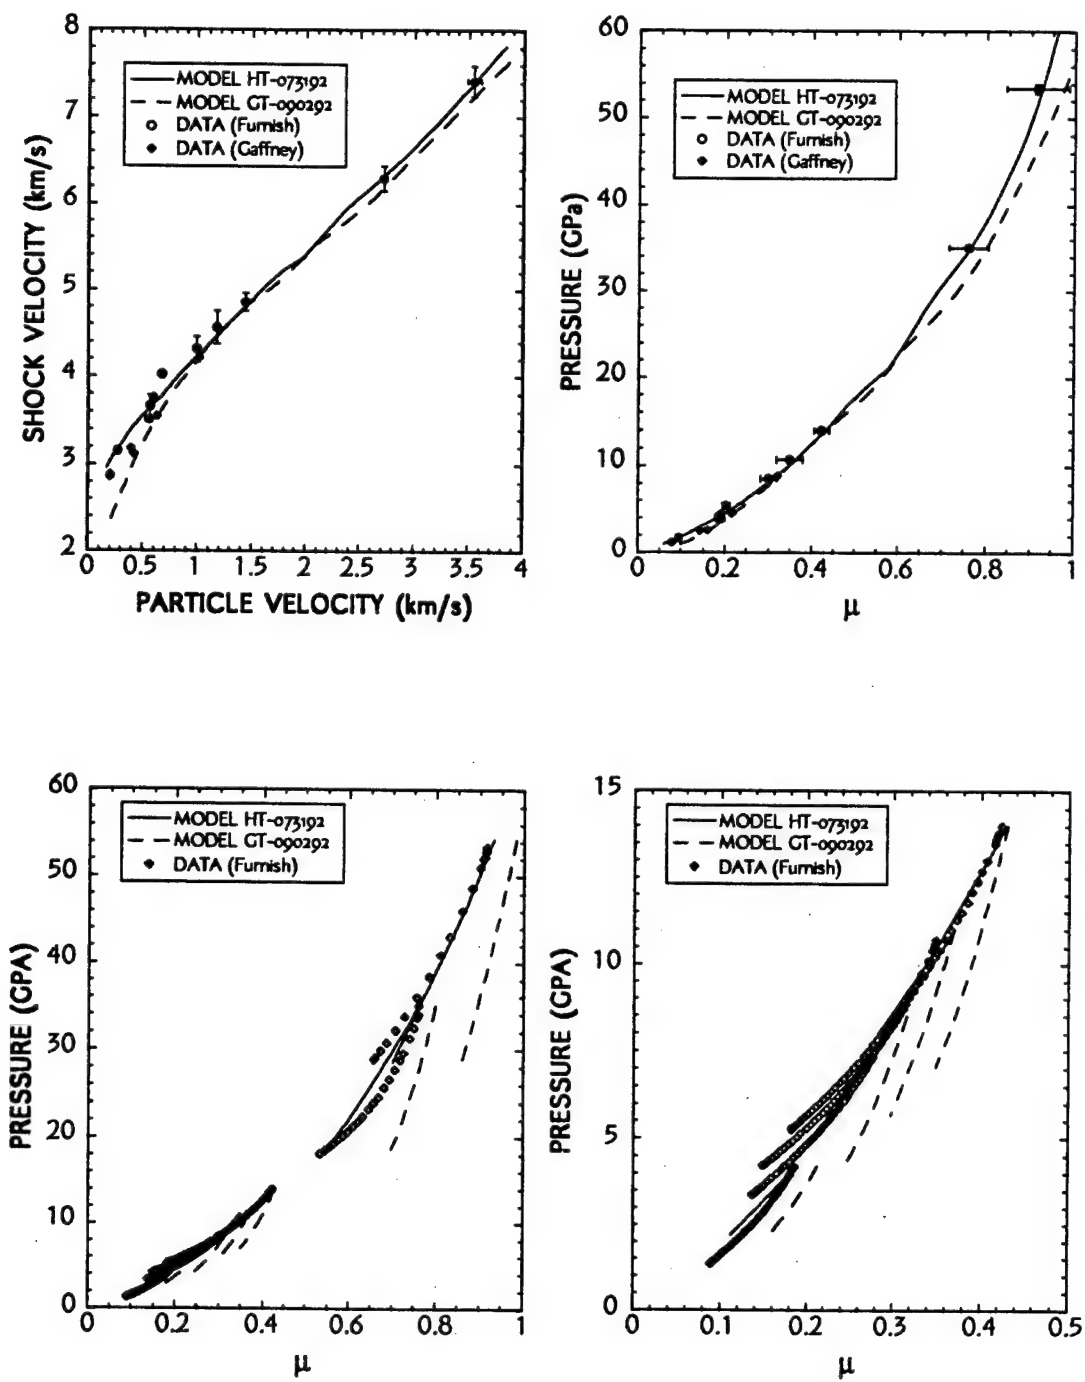 8
7
6
5
4
3
2
SHOCK VELOCITY (km/s)
MODEL HT-073192
MODEL GT-090292
DATA (Furnish)
DATA (Gaffney)
0 0.5 1 1.5 2 2.5 3 3.5 4
PARTICLE VELOCITY (km/s)
60
50
40
30
20
10
0
PRESSURE (GPa)
MODEL HT-073192
MODEL GT-090292
DATA (Furnish)
DATA (Gaffney)
0 0.2 0.4 0.6 0.8 1
μ
60
50
40
30
20
10
0
PRESSURE (GPA)
MODEL HT-073192
MODEL GT-090292
DATA (Furnish)
0 0.2 0.4 0.6 0.8 1
μ
15
10
5
0
PRESSURE (GPA)
MODEL HT-073192
MODEL GT-090292
DATA (Furnish)
0 0.1 0.2 0.3 0.4 0.5
μ